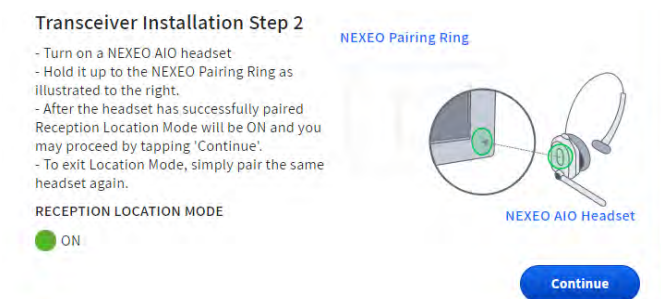 Transceiver Installation Step 2
- Turn on a NEXEO AIO headset
- Hold it up to the NEXEO Pairing Ring as
illustrated to the right.
- After the headset has successfully paired
Reception Location Mode will be ON and you
may proceed by tapping 'Continue'.
- To exit Location Mode, simply pair the same
headset again.
RECEPTION LOCATION MODE
ON
NEXEO Pairing Ring
NEXEO AIO Headset
Continue